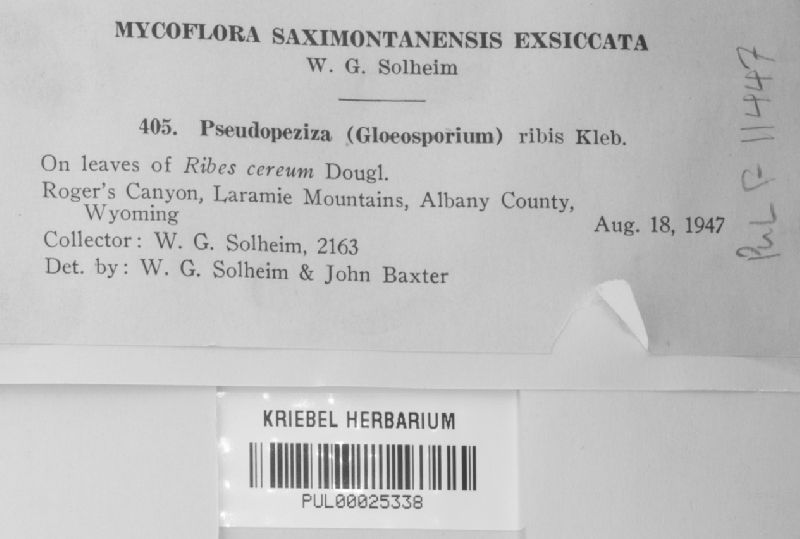 MYCOFLORA SAXIMONTANENSIS EXSICCATA
W. G. Solheim
405. Pseudopeziza (Gloeosporium) ribis Kleb.
On leaves of Ribes cereum Dougl.
Roger's Canyon, Laramie Mountains, Albany County,
Wyoming
Aug. 18, 1947
Collector: W. G. Solheim, 2163
Det. by: W. G. Solheim & John Baxter
PUL F 11447
KRIEBEL HERBARIUM
PUL00025338